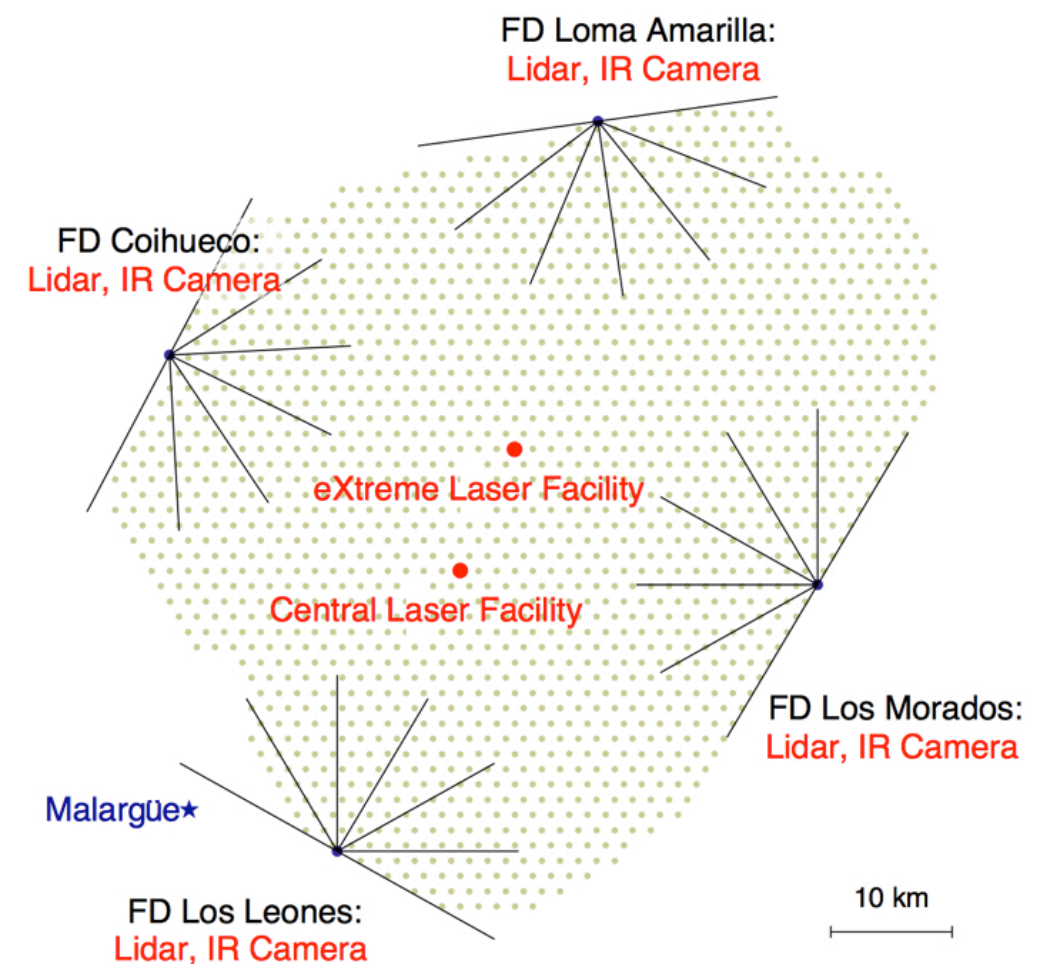 FD Loma Amarilla:
Lidar, IR Camera
FD Coihueco:
Lidar, IR Camera
eXtreme Laser Facility
Central Laser Facility
FD Los Morados:
Lidar, IR Camera
Malargüe
10 km
FD Los Leones:
Lidar, IR Camera